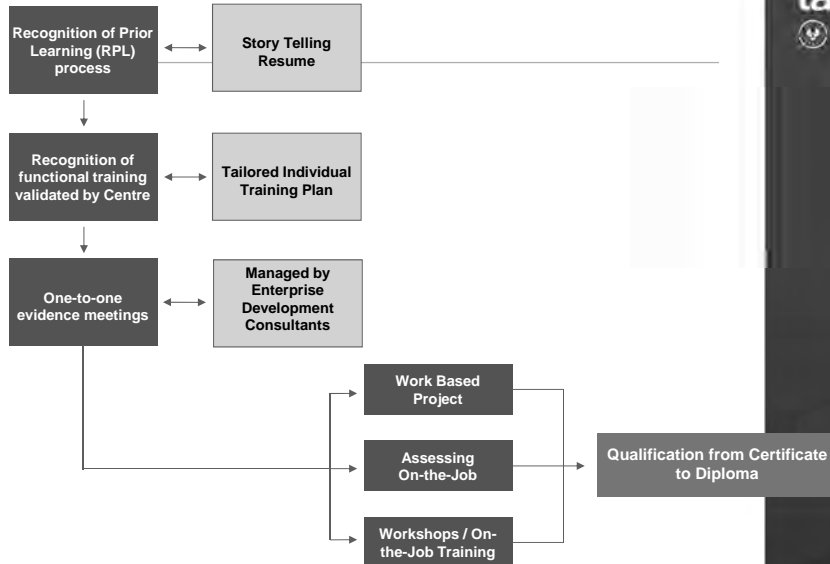 Recognition of Prior
Learning (RPL)
process
Story Telling
Resume
Recognition of
functional training
validated by Centre
Tailored Individual
Training Plan
One-to-one
evidence meetings
Managed by
Enterprise
Development
Consultants
Work Based
Project
Assessing
On-the-Job
Workshops / On-
the-Job Training
Qualification from Certificate
to Diploma